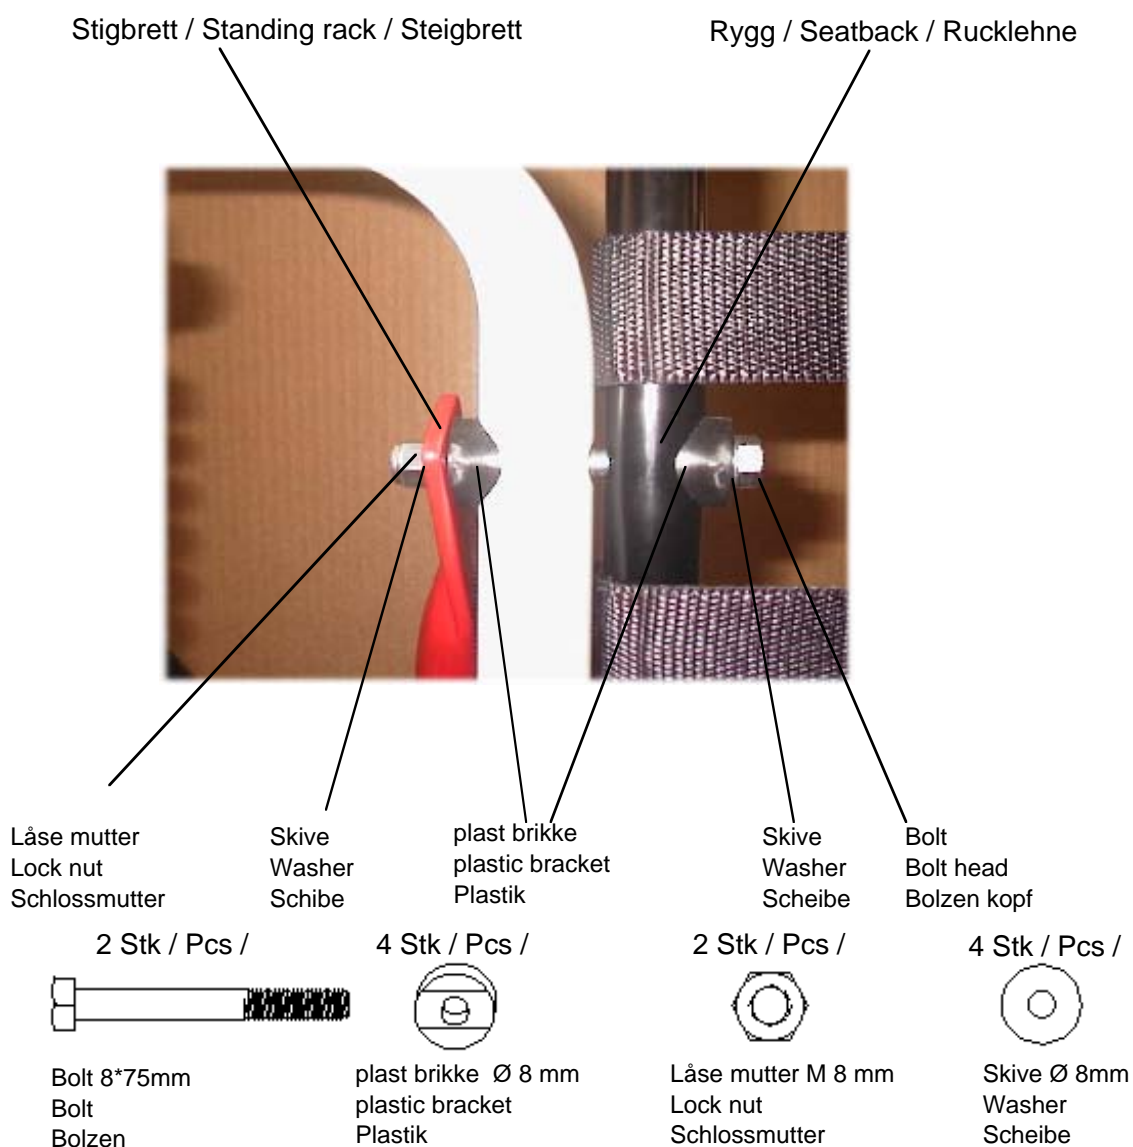 Stigbrett / Standing rack / Steigbrett
Rygg / Seatback / Rucklehne
Låse mutter
Lock nut
Schlossmutter
Skive
Washer
Schibe
plast brikke
plastic bracket
Plastik
Skive
Washer
Scheibe
Bolt
Bolt head
Bolzen kopf
2 Stk / Pcs /
4 Stk / Pcs /
2 Stk / Pcs /
4 Stk / Pcs /
Bolt 8*75mm
Bolt
Bolzen
plast brikke Ø 8 mm
plastic bracket
Plastik
Låse mutter M 8 mm
Lock nut
Schlossmutter
Skive Ø 8mm
Washer
Scheibe